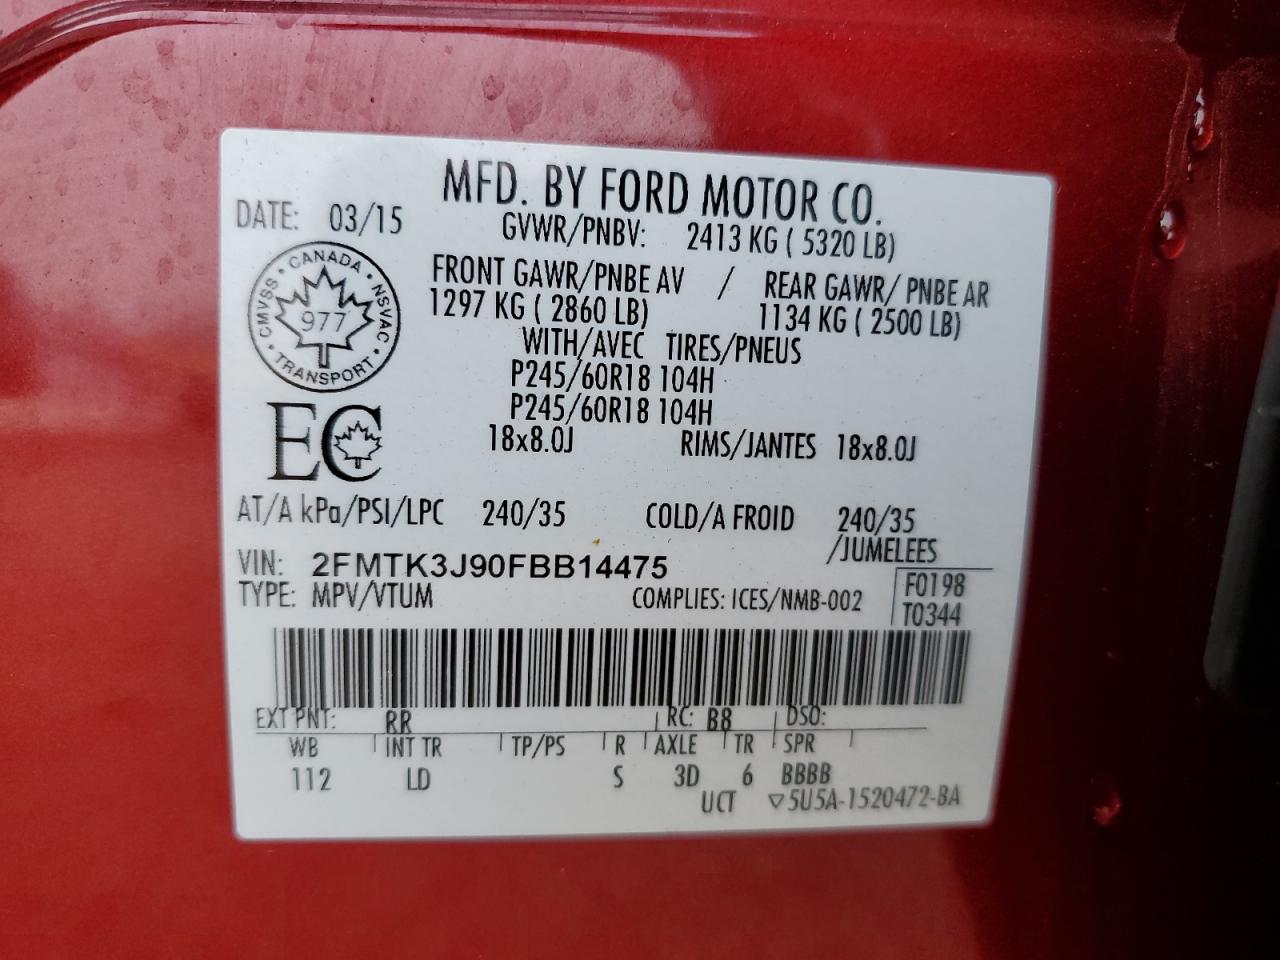 MFD. BY FORD MOTOR CO.
DATE: 03/15 GVWR/PNBV: 2413 KG ( 5320 LB)
FRONT GAWR/PNBE AV / REAR GAWR/ PNBE AR
1297 KG ( 2860 LB) 1134 KG ( 2500 LB)
WITH/AVEC TIRES/PNEUS
P245/60R18 104H
P245/60R18 104H
18x8.0J RIMS/JANTES 18x8.0J
CANADA · NSVAC · TRANSPORT · CMVSS ·
977
EC
AT/A kPa/PSI/LPC 240/35 COLD/A FROID 240/35
/JUMELEES
VIN: 2FMTK3J90FBB14475
TYPE: MPV/VTUM COMPLIES: ICES/NMB-002
F0198
T0344
EXT PNT: RR RC: B8 DSO:
WB INT TR TP/PS R AXLE TR SPR
112 LD S 3D 6 BBBB
UCT ▽5U5A-1520472-BA